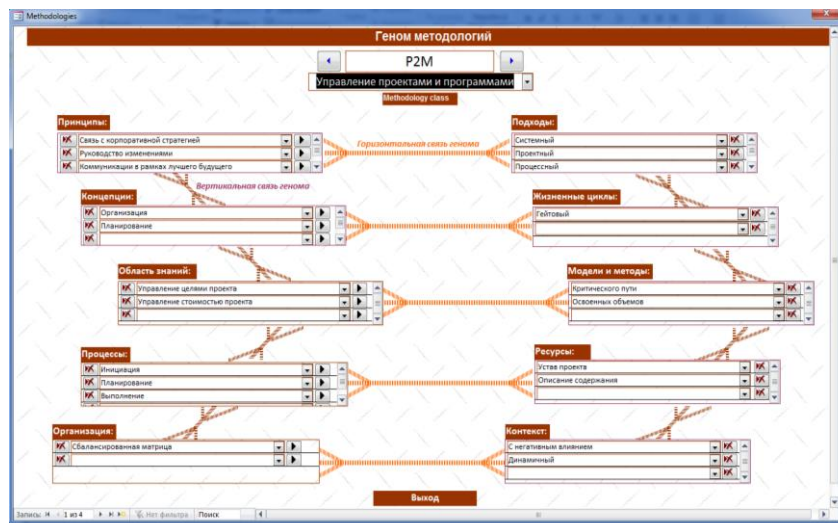 Methodologies
Геном методологий
P2M
Управление проектами и программами
Methodology class
Принципы:
Связь с корпоративной стратегией
Руководство изменениями
Коммуникации в рамках лучшего будущего
Горизонтальная связь генома
Подходы:
Системный
Проектный
Процессный
Вертикальная связь генома
Концепции:
Организация
Планирование
Жизненные циклы:
Гейтовый
Область знаний:
Управление целями проекта
Управление стоимостью проекта
Модели и методы:
Критического пути
Освоенных объемов
Процессы:
Инициация
Планирование
Выполнение
Ресурсы:
Устав проекта
Описание содержания
Организация:
Сбалансированная матрица
Контекст:
С негативным влиянием
Динамичный
Выход
Запись: 1 из 4 Нет фильтра Поиск